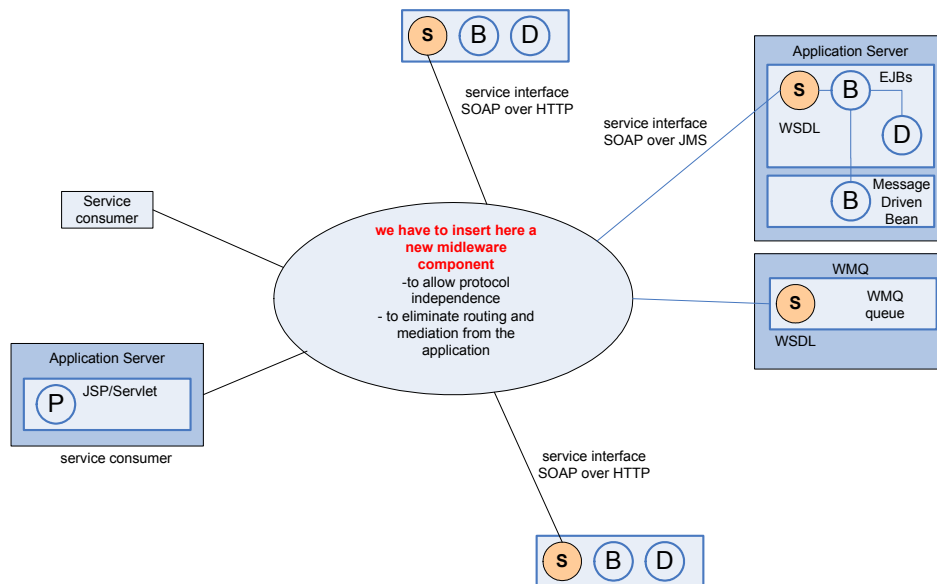 S B D
service interface
SOAP over HTTP
Application Server
S B EJBs
WSDL
D
service interface
SOAP over JMS
B Message
Driven
Bean
Service
consumer
we have to insert here a
new midleware
component
-to allow protocol
independence
- to eliminate routing and
mediation from the
application
WMQ
S WMQ
queue
WSDL
Application Server
P JSP/Servlet
service consumer
service interface
SOAP over HTTP
S B D